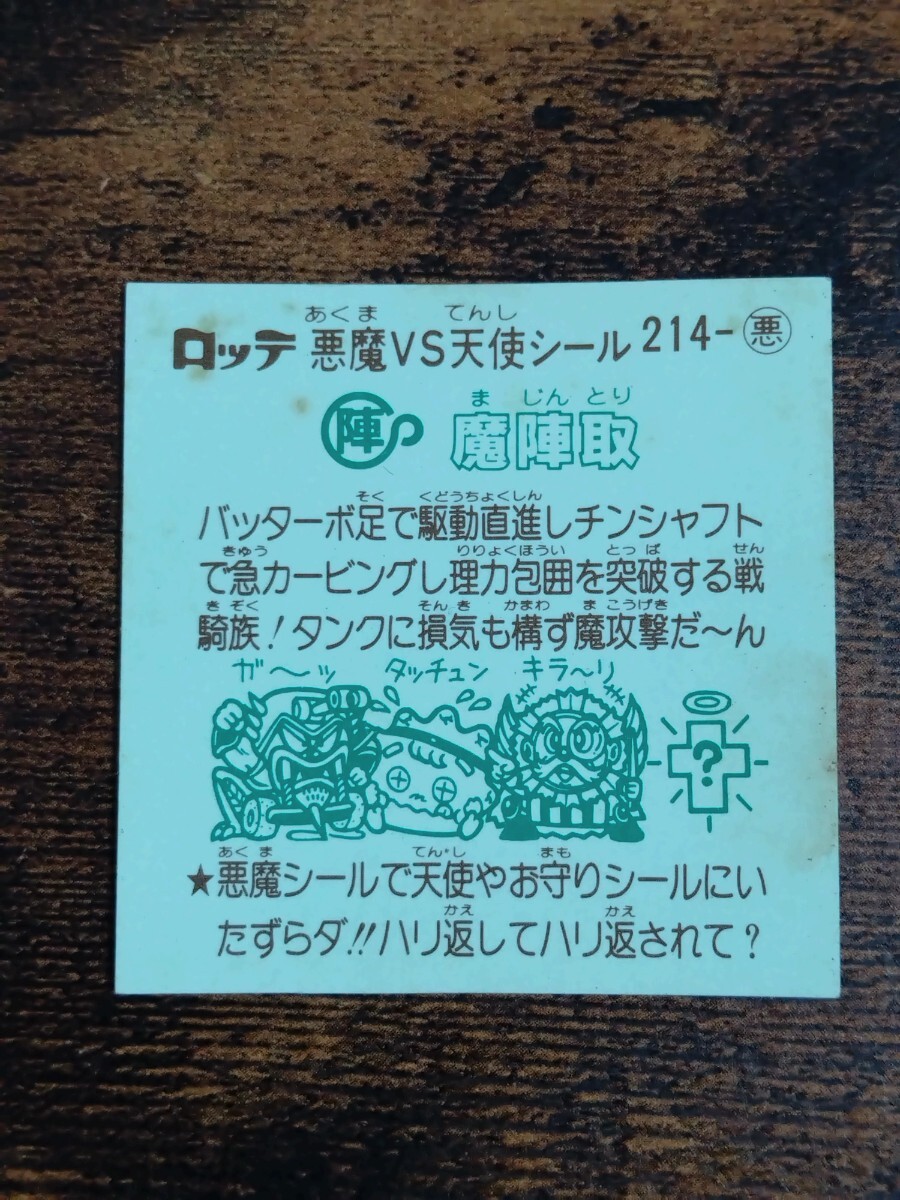 ロッテ 悪魔VS天使シール 214-悪
あくま てんし
陣 魔陣取
ま じん とり
バッターボ足で駆動直進しチンシャフト
そく くどうちょくしん
で急カービングし理力包囲を突破する戦
きゅう りりょくほうい とっぱ せん
騎族!タンクに損気も構ず魔攻撃だ〜ん
きぞく そんき かまわ まこうげき
ガ〜ッ タッチュン キラ〜リ
?
★悪魔シールで天使やお守りシールにい
あくま てんし まも
たずらダ!!ハリ返してハリ返されて?
かえ かえ